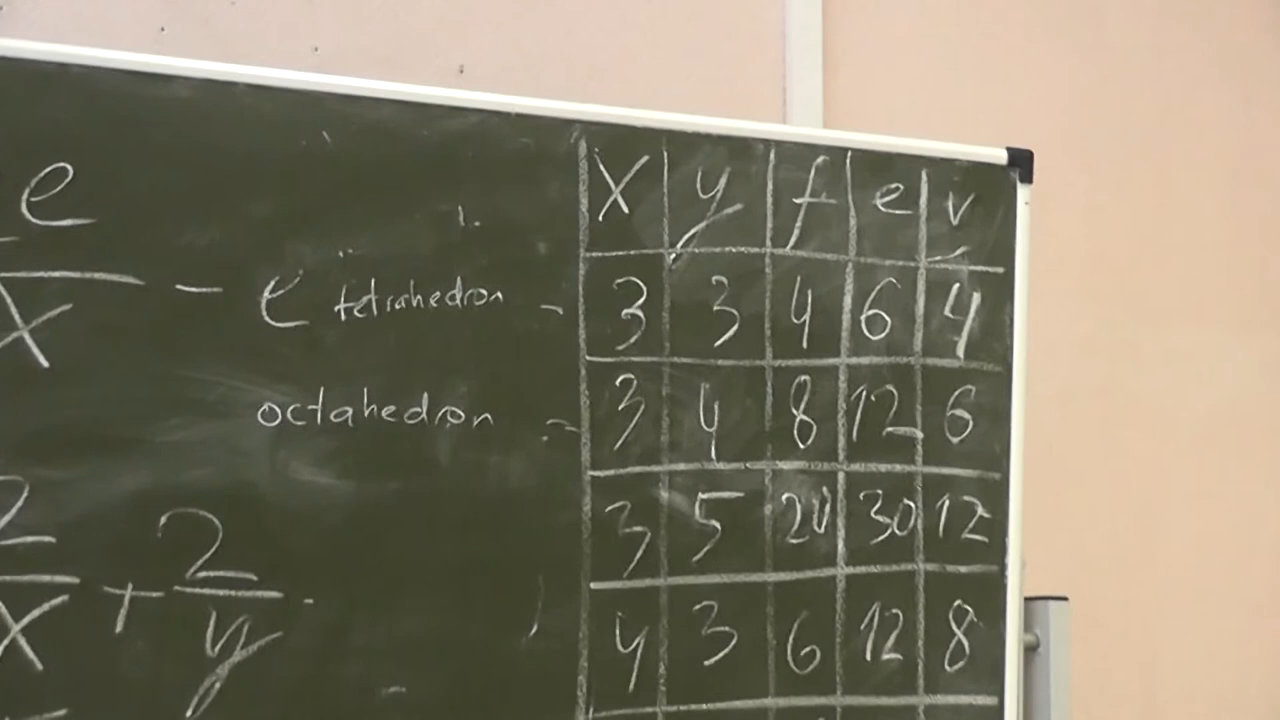 x y f e v
e
x - e tetrahedron - 3 3 4 6 4
octahedron - 3 4 8 12 6
3 5 20 30 12
2 + 2
x y
4 3 6 12 8